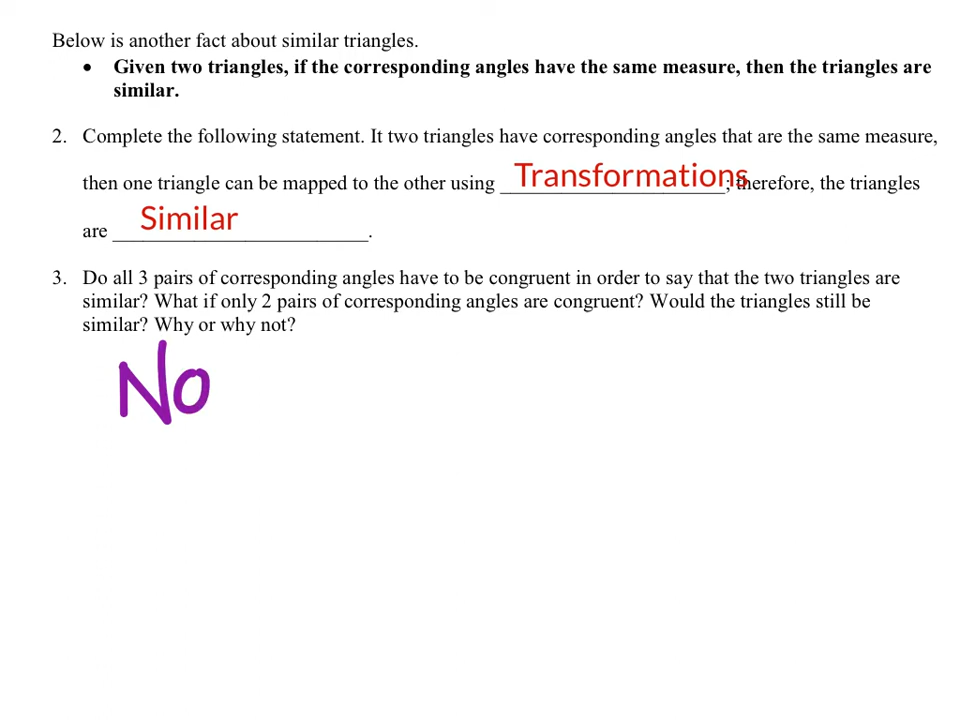 Below is another fact about similar triangles.
• Given two triangles, if the corresponding angles have the same measure, then the triangles are
similar.
2. Complete the following statement. It two triangles have corresponding angles that are the same measure,
then one triangle can be mapped to the other using Transformations; therefore, the triangles
are Similar.
3. Do all 3 pairs of corresponding angles have to be congruent in order to say that the two triangles are
similar? What if only 2 pairs of corresponding angles are congruent? Would the triangles still be
similar? Why or why not?
No